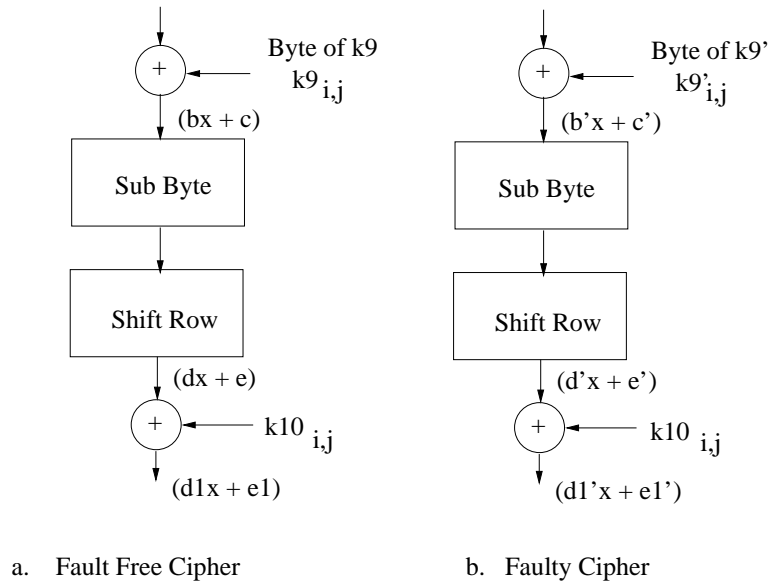 +
Byte of k9
k9 i,j
(bx + c)
Sub Byte
Shift Row
(dx + e)
+
k10 i,j
(d1x + e1)
a. Fault Free Cipher
+
Byte of k9'
k9' i,j
(b'x + c')
Sub Byte
Shift Row
(d'x + e')
+
k10 i,j
(d1'x + e1')
b. Faulty Cipher